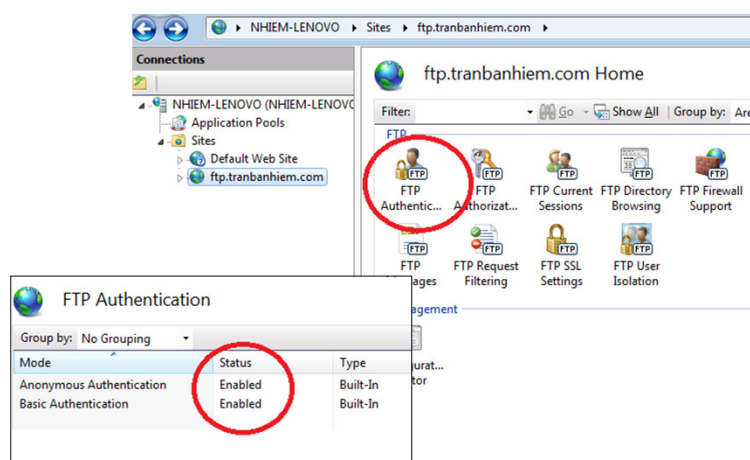 NHIEM-LENOVO Sites ftp.tranbanhiem.com
Connections
NHIEM-LENOVO (NHIEM-LENOVO
Application Pools
Sites
Default Web Site
ftp.tranbanhiem.com
ftp.tranbanhiem.com Home
Filter: Go Show All Group by: Are
FTP
FTP Authentic...
FTP Authorizat...
FTP Current Sessions
FTP Directory Browsing
FTP Firewall Support
FTP
FTP Request Filtering
FTP SSL Settings
FTP User Isolation
FTP Authentication
Group by: No Grouping
Mode Status Type
Anonymous Authentication Enabled Built-In
Basic Authentication Enabled Built-In